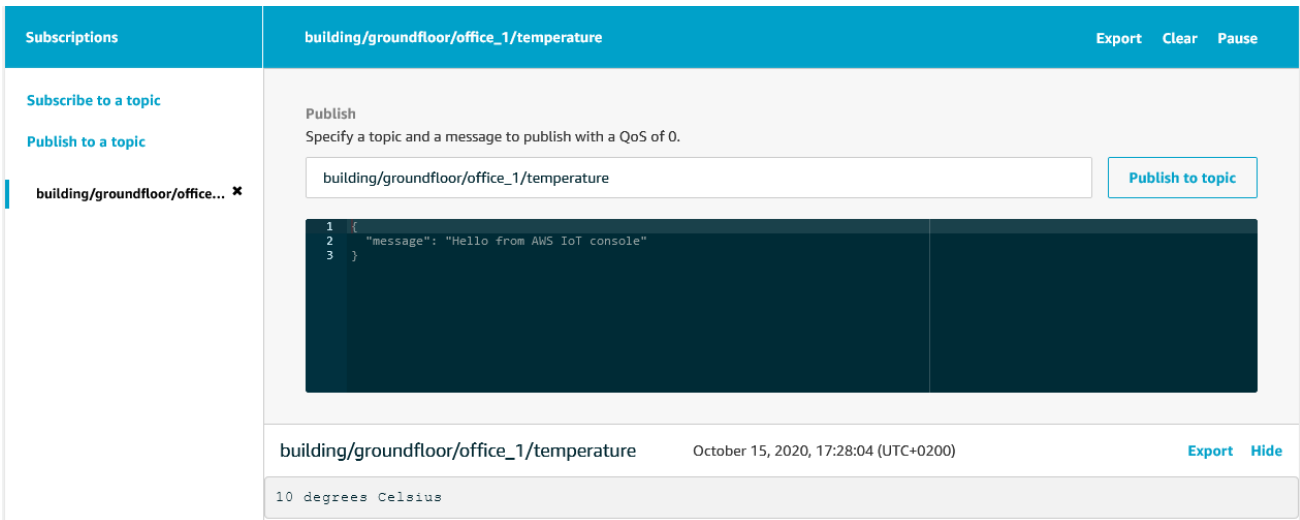 Subscriptions
building/groundfloor/office_1/temperature
Export Clear Pause
Subscribe to a topic
Publish to a topic
building/groundfloor/office... ✖
Publish
Specify a topic and a message to publish with a QoS of 0.
building/groundfloor/office_1/temperature
Publish to topic
1 {
2 "message": "Hello from AWS IoT console"
3 }
building/groundfloor/office_1/temperature
October 15, 2020, 17:28:04 (UTC+0200)
Export Hide
10 degrees Celsius